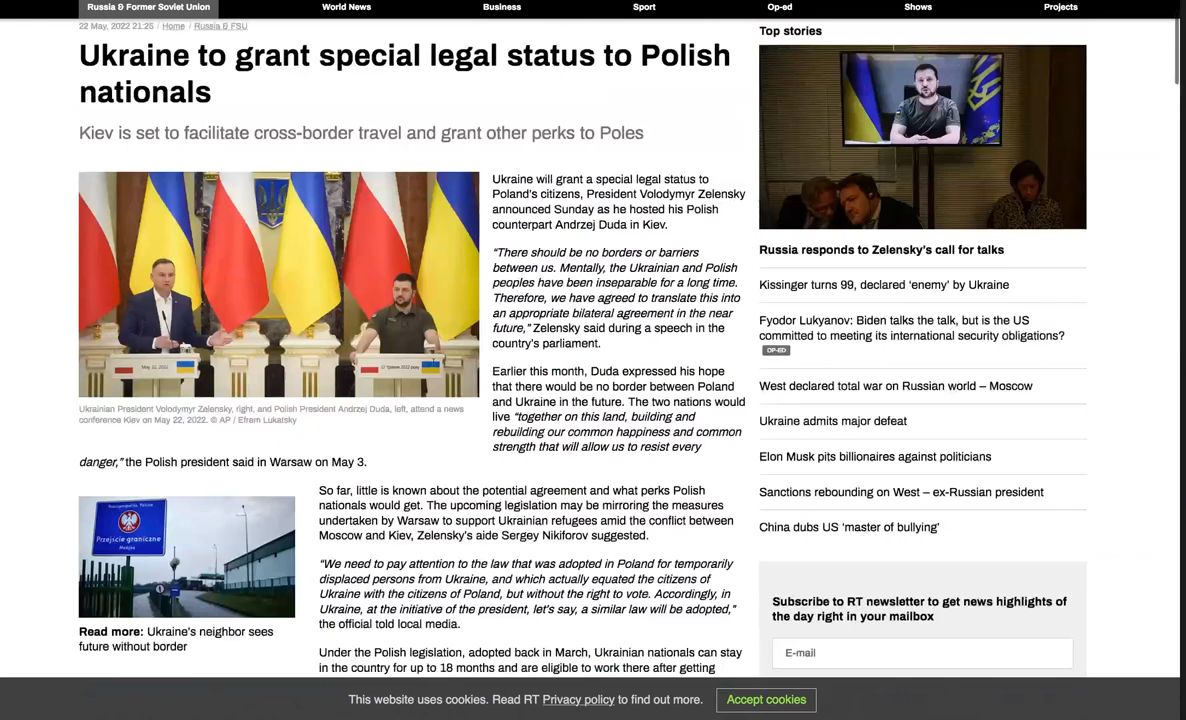 Russia & Former Soviet Union
World News
Business
Sport
Op-ed
Shows
Projects
22 May, 2022 21:25 / Home / Russia & FSU
Ukraine to grant special legal status to Polish
nationals
Kiev is set to facilitate cross-border travel and grant other perks to Poles
Ukrainian President Volodymyr Zelensky, right, and Polish President Andrzej Duda, left, attend a news
conference Kiev on May 22, 2022. © AP / Efrem Lukatsky
Ukraine will grant a special legal status to
Poland's citizens, President Volodymyr Zelensky
announced Sunday as he hosted his Polish
counterpart Andrzej Duda in Kiev.
“There should be no borders or barriers
between us. Mentally, the Ukrainian and Polish
peoples have been inseparable for a long time.
Therefore, we have agreed to translate this into
an appropriate bilateral agreement in the near
future,” Zelensky said during a speech in the
country's parliament.
Earlier this month, Duda expressed his hope
that there would be no border between Poland
and Ukraine in the future. The two nations would
live “together on this land, building and
rebuilding our common happiness and common
strength that will allow us to resist every
danger,” the Polish president said in Warsaw on May 3.
Przejście graniczne
Read more: Ukraine's neighbor sees
future without border
So far, little is known about the potential agreement and what perks Polish
nationals would get. The upcoming legislation may be mirroring the measures
undertaken by Warsaw to support Ukrainian refugees amid the conflict between
Moscow and Kiev, Zelensky's aide Sergey Nikiforov suggested.
“We need to pay attention to the law that was adopted in Poland for temporarily
displaced persons from Ukraine, and which actually equated the citizens of
Ukraine with the citizens of Poland, but without the right to vote. Accordingly, in
Ukraine, at the initiative of the president, let's say, a similar law will be adopted,”
the official told local media.
Under the Polish legislation, adopted back in March, Ukrainian nationals can stay
in the country for up to 18 months and are eligible to work there after getting
Top stories
Russia responds to Zelensky's call for talks
Kissinger turns 99, declared ‘enemy’ by Ukraine
Fyodor Lukyanov: Biden talks the talk, but is the US
committed to meeting its international security obligations?
OP-ED
West declared total war on Russian world – Moscow
Ukraine admits major defeat
Elon Musk pits billionaires against politicians
Sanctions rebounding on West – ex-Russian president
China dubs US ‘master of bullying’
Subscribe to RT newsletter to get news highlights of
the day right in your mailbox
E-mail
This website uses cookies. Read RT Privacy policy to find out more.
Accept cookies